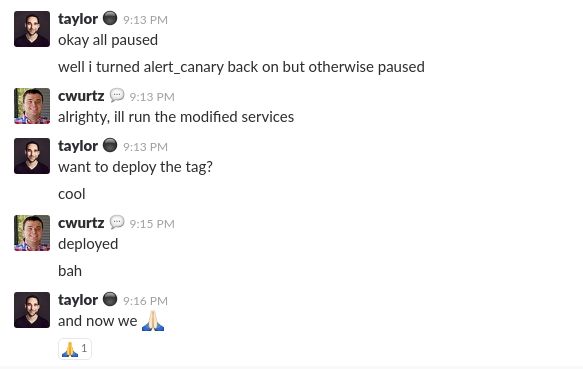 taylor 9:13 PM
okay all paused
well i turned alert_canary back on but otherwise paused
cwurtz 💬 9:13 PM
alrighty, ill run the modified services
taylor 9:13 PM
want to deploy the tag?
cool
cwurtz 💬 9:15 PM
deployed
bah
taylor 9:16 PM
and now we 🙏
🙏 1